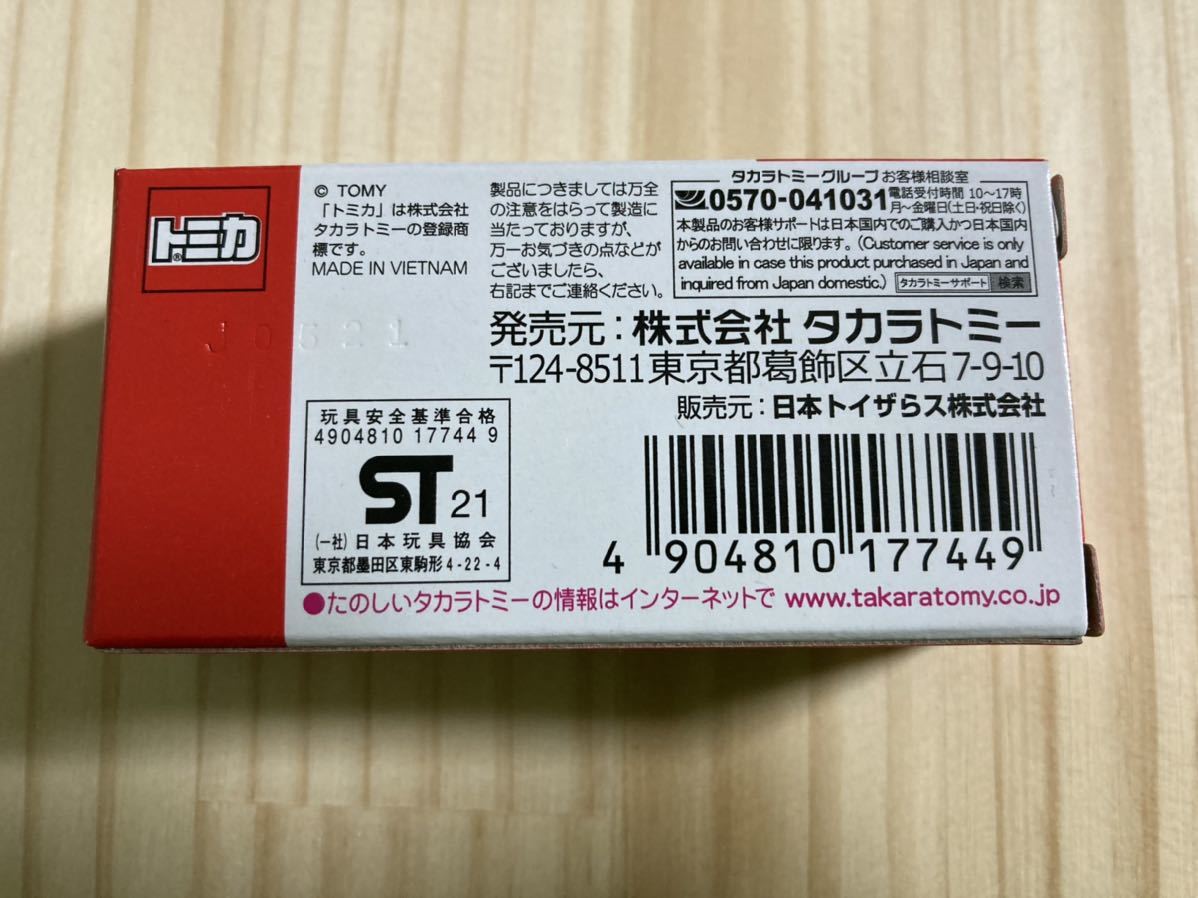 トミカ®
© TOMY
「トミカ」は株式会社
タカラトミーの登録商
標です。
MADE IN VIETNAM
製品につきましては万全
の注意をはらって製造に
当たっておりますが、
万一お気づきの点などが
ございましたら、
右記までご連絡ください。
タカラトミーグループ お客様相談室
0570-041031 電話受付時間 10〜17時
月〜金曜日(土日・祝日除く)
本製品のお客様サポートは日本国内でのご購入かつ日本国内
からのお問い合わせに限ります。(Customer service is only
available in case this product purchased in Japan and
inquired from Japan domestic.) タカラトミーサポート 検索
J0621
発売元：株式会社 タカラトミー
〒124-8511 東京都葛飾区立石7-9-10
販売元：日本トイザらス株式会社
玩具安全基準合格
4904810 17744 9
ST 21
(一社)日本玩具協会
東京都墨田区東駒形4-22-4
4 904810 177449
●たのしいタカラトミーの情報はインターネットで www.takaratomy.co.jp